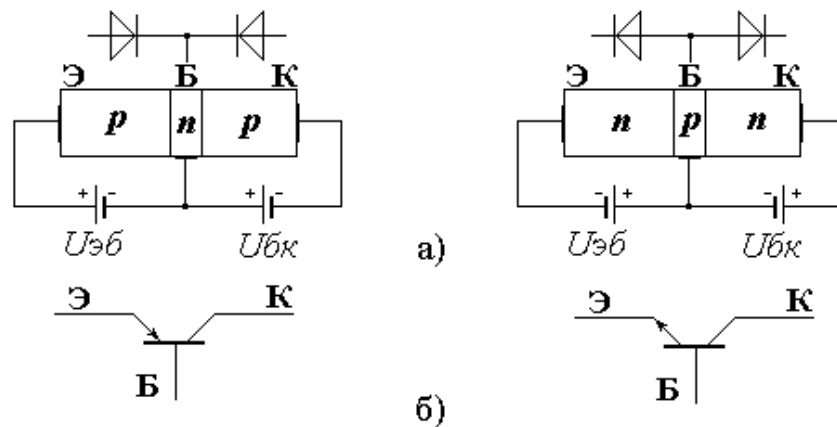 Э Б К Э Б К
p n p n p n
+ - + - - + - +
Uэб Uбк а) Uэб Uбк
Э К Э К
Б б) Б